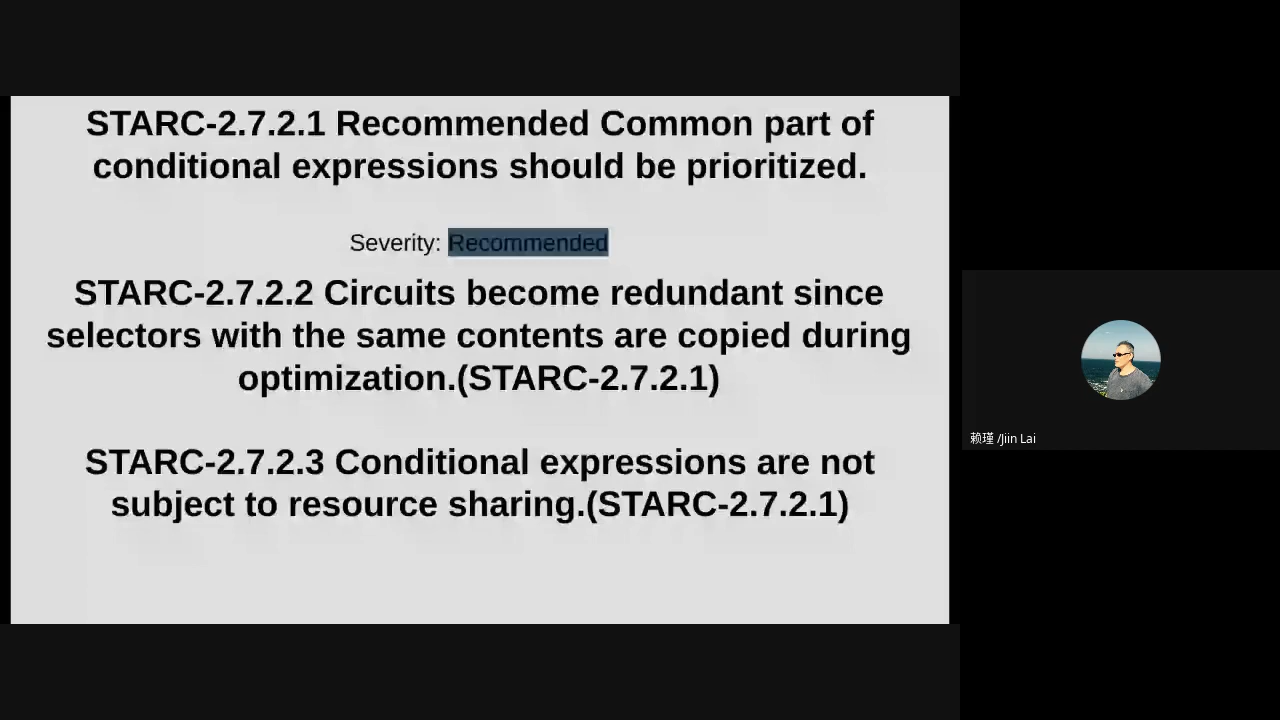 STARC-2.7.2.1 Recommended Common part of
conditional expressions should be prioritized.
Severity: Recommended
STARC-2.7.2.2 Circuits become redundant since
selectors with the same contents are copied during
optimization.(STARC-2.7.2.1)
STARC-2.7.2.3 Conditional expressions are not
subject to resource sharing.(STARC-2.7.2.1)
赖瑾 /Jiin Lai